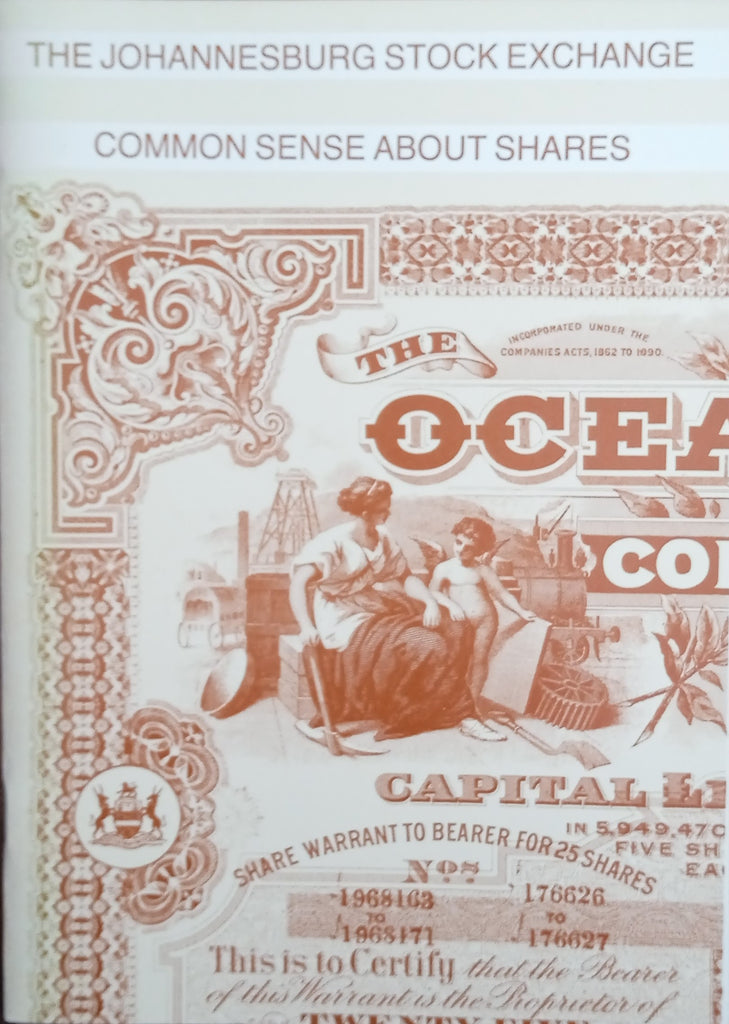 THE JOHANNESBURG STOCK EXCHANGE
COMMON SENSE ABOUT SHARES
THE
INCORPORATED UNDER THE
COMPANIES ACTS, 1862 TO 1890.
OCEA
CO
CAPITAL
IN 5,949,470
FIVE SH
EA
SHARE WARRANT TO BEARER FOR 25 SHARES
Nos
1968163 176626
TO TO
1968171 176627
This is to Certify that the Bearer
of this Warrant is the Proprietor of
TWENTY FIVE